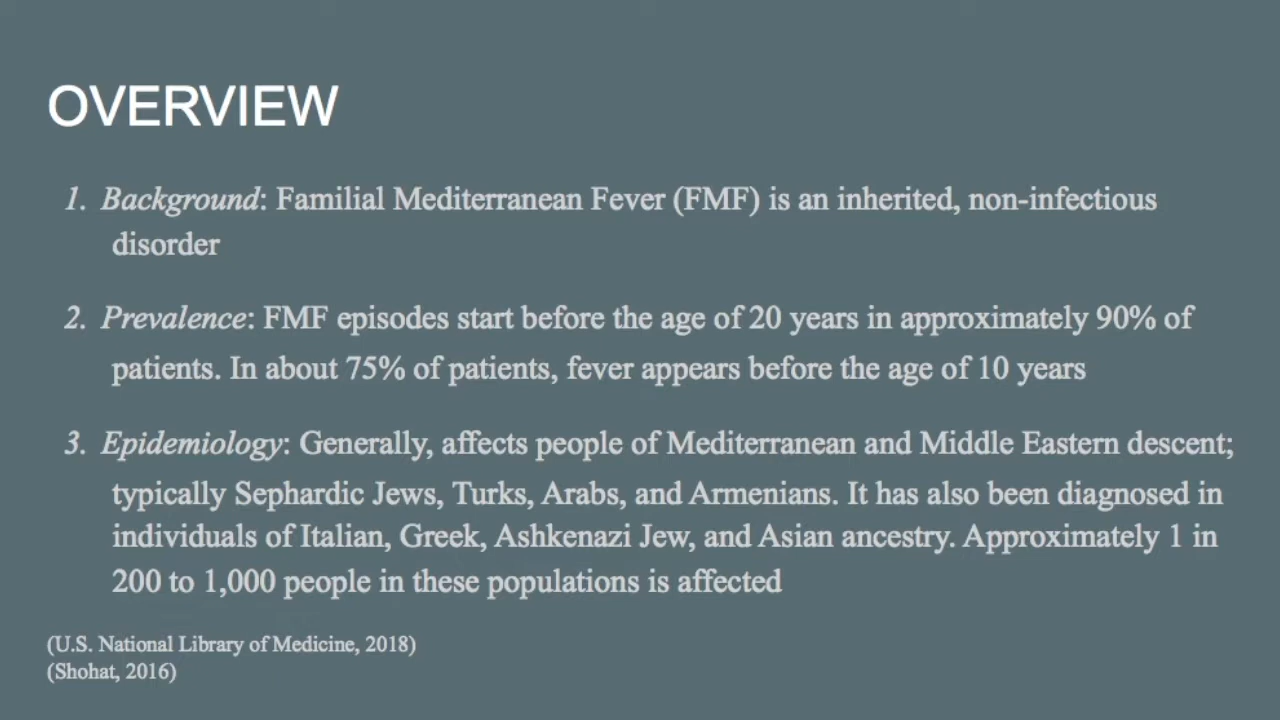 OVERVIEW
1. Background: Familial Mediterranean Fever (FMF) is an inherited, non-infectious
disorder
2. Prevalence: FMF episodes start before the age of 20 years in approximately 90% of
patients. In about 75% of patients, fever appears before the age of 10 years
3. Epidemiology: Generally, affects people of Mediterranean and Middle Eastern descent;
typically Sephardic Jews, Turks, Arabs, and Armenians. It has also been diagnosed in
individuals of Italian, Greek, Ashkenazi Jew, and Asian ancestry. Approximately 1 in
200 to 1,000 people in these populations is affected
(U.S. National Library of Medicine, 2018)
(Shohat, 2016)